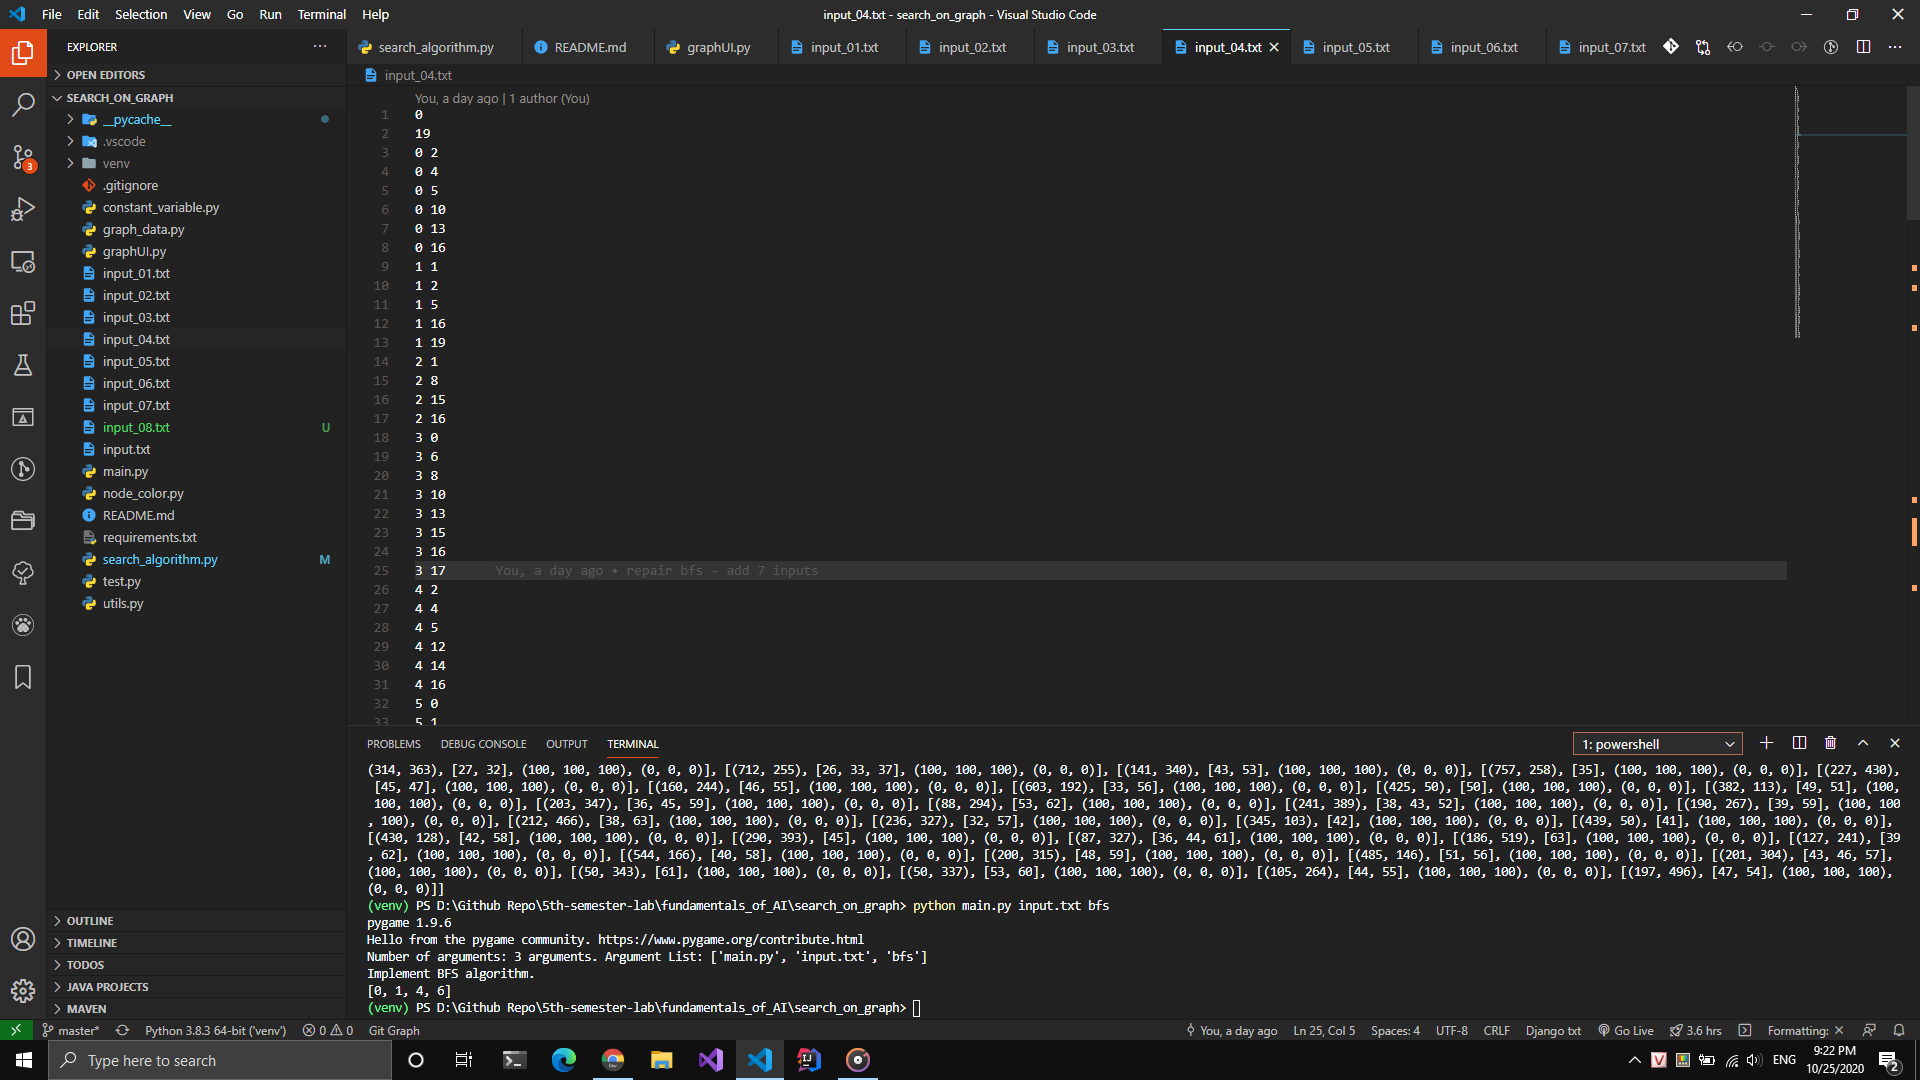 File Edit Selection View Go Run Terminal Help
input_04.txt - search_on_graph - Visual Studio Code
EXPLORER
search_algorithm.py README.md graphUI.py input_01.txt input_02.txt input_03.txt input_04.txt input_05.txt input_06.txt input_07.txt
OPEN EDITORS
SEARCH_ON_GRAPH
__pycache__
.vscode
venv
.gitignore
constant_variable.py
graph_data.py
graphUI.py
input_01.txt
input_02.txt
input_03.txt
input_04.txt
input_05.txt
input_06.txt
input_07.txt
input_08.txt U
input.txt
main.py
node_color.py
README.md
requirements.txt
search_algorithm.py M
test.py
utils.py
OUTLINE
TIMELINE
TODOS
JAVA PROJECTS
MAVEN
3
input_04.txt
You, a day ago | 1 author (You)
1 0
2 19
3 0 2
4 0 4
5 0 5
6 0 10
7 0 13
8 0 16
9 1 1
10 1 2
11 1 5
12 1 16
13 1 19
14 2 1
15 2 8
16 2 15
17 2 16
18 3 0
19 3 6
20 3 8
21 3 10
22 3 13
23 3 15
24 3 16
25 3 17 You, a day ago • repair bfs - add 7 inputs
26 4 2
27 4 4
28 4 5
29 4 12
30 4 14
31 4 16
32 5 0
33 5 1
PROBLEMS DEBUG CONSOLE OUTPUT TERMINAL
1: powershell
(314, 363), [27, 32], (100, 100, 100), (0, 0, 0)], [(712, 255), [26, 33, 37], (100, 100, 100), (0, 0, 0)], [(141, 340), [43, 53], (100, 100, 100), (0, 0, 0)], [(757, 258), [35], (100, 100, 100), (0, 0, 0)], [(227, 430),
[45, 47], (100, 100, 100), (0, 0, 0)], [(160, 244), [46, 55], (100, 100, 100), (0, 0, 0)], [(603, 192), [33, 56], (100, 100, 100), (0, 0, 0)], [(425, 50), [50], (100, 100, 100), (0, 0, 0)], [(382, 113), [49, 51], (100,
100, 100), (0, 0, 0)], [(203, 347), [36, 45, 59], (100, 100, 100), (0, 0, 0)], [(88, 294), [53, 62], (100, 100, 100), (0, 0, 0)], [(241, 389), [38, 43, 52], (100, 100, 100), (0, 0, 0)], [(190, 267), [39, 59], (100, 100
, 100), (0, 0, 0)], [(212, 466), [38, 63], (100, 100, 100), (0, 0, 0)], [(236, 327), [32, 57], (100, 100, 100), (0, 0, 0)], [(345, 103), [42], (100, 100, 100), (0, 0, 0)], [(439, 50), [41], (100, 100, 100), (0, 0, 0)],
[(430, 128), [42, 58], (100, 100, 100), (0, 0, 0)], [(290, 393), [45], (100, 100, 100), (0, 0, 0)], [(87, 327), [36, 44, 61], (100, 100, 100), (0, 0, 0)], [(186, 519), [63], (100, 100, 100), (0, 0, 0)], [(127, 241), [39
, 62], (100, 100, 100), (0, 0, 0)], [(544, 166), [40, 58], (100, 100, 100), (0, 0, 0)], [(200, 315), [48, 59], (100, 100, 100), (0, 0, 0)], [(485, 146), [51, 56], (100, 100, 100), (0, 0, 0)], [(201, 304), [43, 46, 57],
(100, 100, 100), (0, 0, 0)], [(50, 343), [61], (100, 100, 100), (0, 0, 0)], [(50, 337), [53, 60], (100, 100, 100), (0, 0, 0)], [(105, 264), [44, 55], (100, 100, 100), (0, 0, 0)], [(197, 496), [47, 54], (100, 100, 100),
(0, 0, 0)]]
(venv) PS D:\Github Repo\5th-semester-lab\fundamentals_of_AI\search_on_graph> python main.py input.txt bfs
pygame 1.9.6
Hello from the pygame community. https://www.pygame.org/contribute.html
Number of arguments: 3 arguments. Argument List: ['main.py', 'input.txt', 'bfs']
Implement BFS algorithm.
[0, 1, 4, 6]
(venv) PS D:\Github Repo\5th-semester-lab\fundamentals_of_AI\search_on_graph>
master* Python 3.8.3 64-bit ('venv') 0 0 Git Graph You, a day ago Ln 25, Col 5 Spaces: 4 UTF-8 CRLF Django txt Go Live 3.6 hrs Formatting: ✕
Type here to search
ENG
9:22 PM
10/25/2020
2